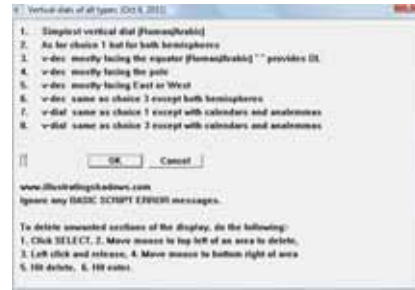 Vertical dials of all types (Oct 8, 2011)
1. Simplest vertical dial (Roman/Arabic)
2. As for choice 1 but for both hemispheres
3. v-dec mostly facing the equator (Roman/Arabic) " " provides DL
4. v-dec mostly facing the pole
5. v-dec mostly facing East or West
6. v-dec same as choice 3 except both hemispheres
7. v-dial same as choice 1 except with calendars and analemmas
8. v-dial same as choice 3 except with calendars and analemmas
OK Cancel
www.illustratingshadows.com
Ignore any BASIC SCRIPT ERROR messages.
To delete unwanted sections of the display, do the following:
1. Click SELECT, 2. Move mouse to top left of an area to delete,
3. Left click and release, 4. Move mouse to bottom right of area
5. Hit delete, 6. Hit enter.